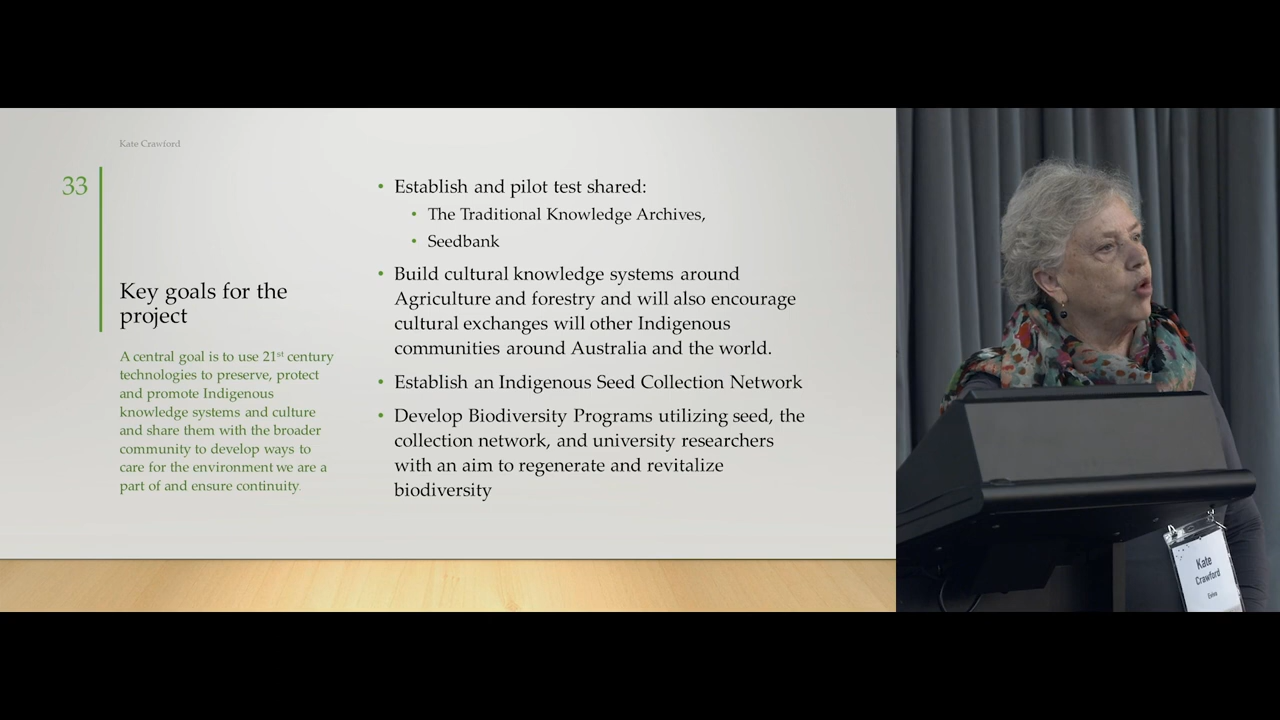 Kate Crawford
33
Key goals for the
project
A central goal is to use 21st century
technologies to preserve, protect
and promote Indigenous
knowledge systems and culture
and share them with the broader
community to develop ways to
care for the environment we are a
part of and ensure continuity.
• Establish and pilot test shared:
• The Traditional Knowledge Archives,
• Seedbank
• Build cultural knowledge systems around
Agriculture and forestry and will also encourage
cultural exchanges will other Indigenous
communities around Australia and the world.
• Establish an Indigenous Seed Collection Network
• Develop Biodiversity Programs utilizing seed, the
collection network, and university researchers
with an aim to regenerate and revitalize
biodiversity
Kate
Crawford